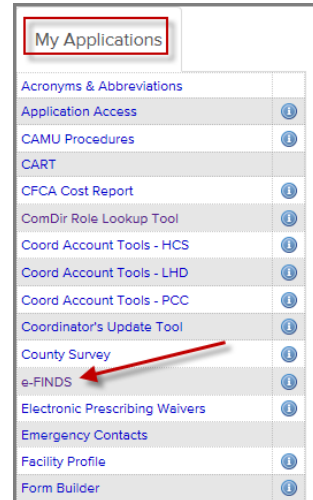 My Applications
Acronyms & Abbreviations
Application Access
CAMU Procedures
CART
CFCA Cost Report
ComDir Role Lookup Tool
Coord Account Tools - HCS
Coord Account Tools - LHD
Coord Account Tools - PCC
Coordinator's Update Tool
County Survey
e-FINDS
Electronic Prescribing Waivers
Emergency Contacts
Facility Profile
Form Builder